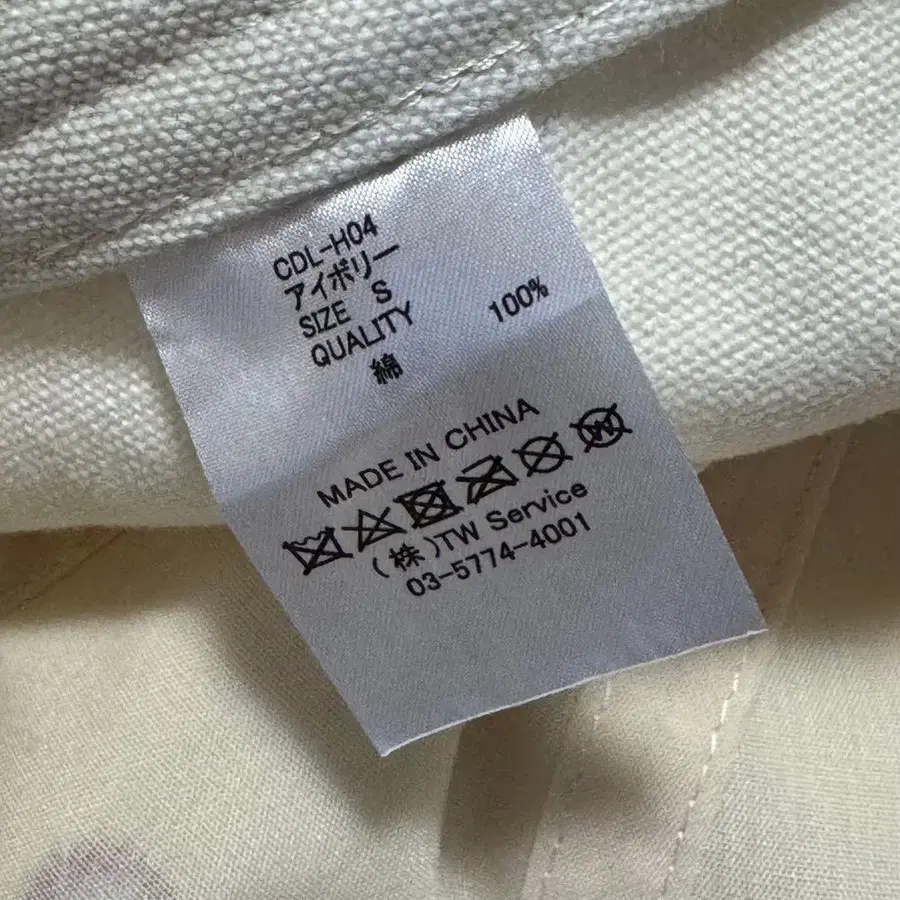 CDL-H04
アイボリー
SIZE S
QUALITY
綿 100%
MADE IN CHINA
(株)TW Service
03-5774-4001